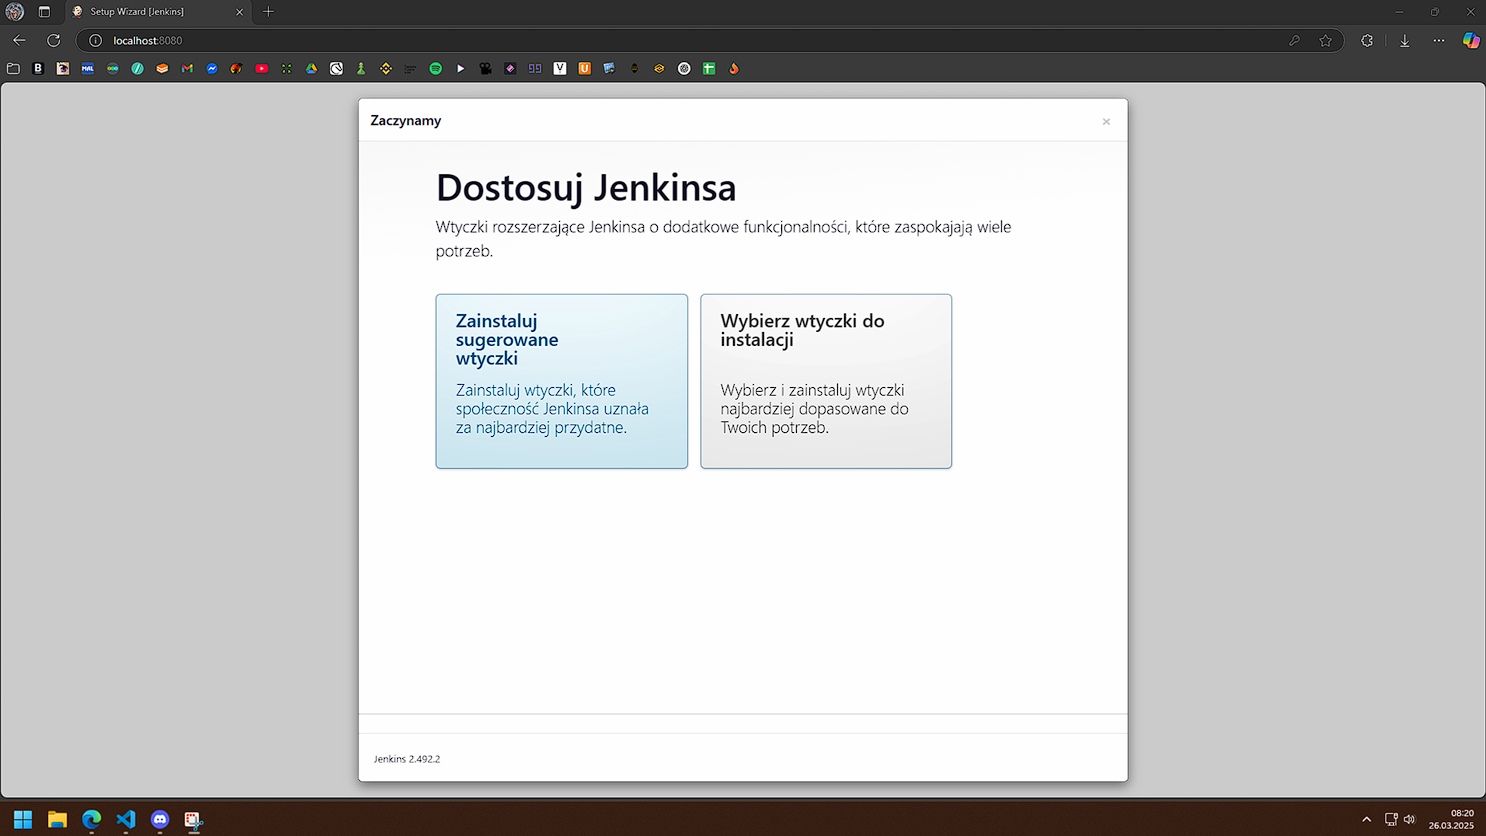 Setup Wizard [Jenkins]
localhost:8080
Zaczynamy
Dostosuj Jenkinsa
Wtyczki rozszerzające Jenkinsa o dodatkowe funkcjonalności, które zaspokajają wiele
potrzeb.
Zainstaluj
sugerowane
wtyczki
Zainstaluj wtyczki, które
społeczność Jenkinsa uznała
za najbardziej przydatne.
Wybierz wtyczki do
instalacji
Wybierz i zainstaluj wtyczki
najbardziej dopasowane do
Twoich potrzeb.
Jenkins 2.492.2
08:20
26.03.2025